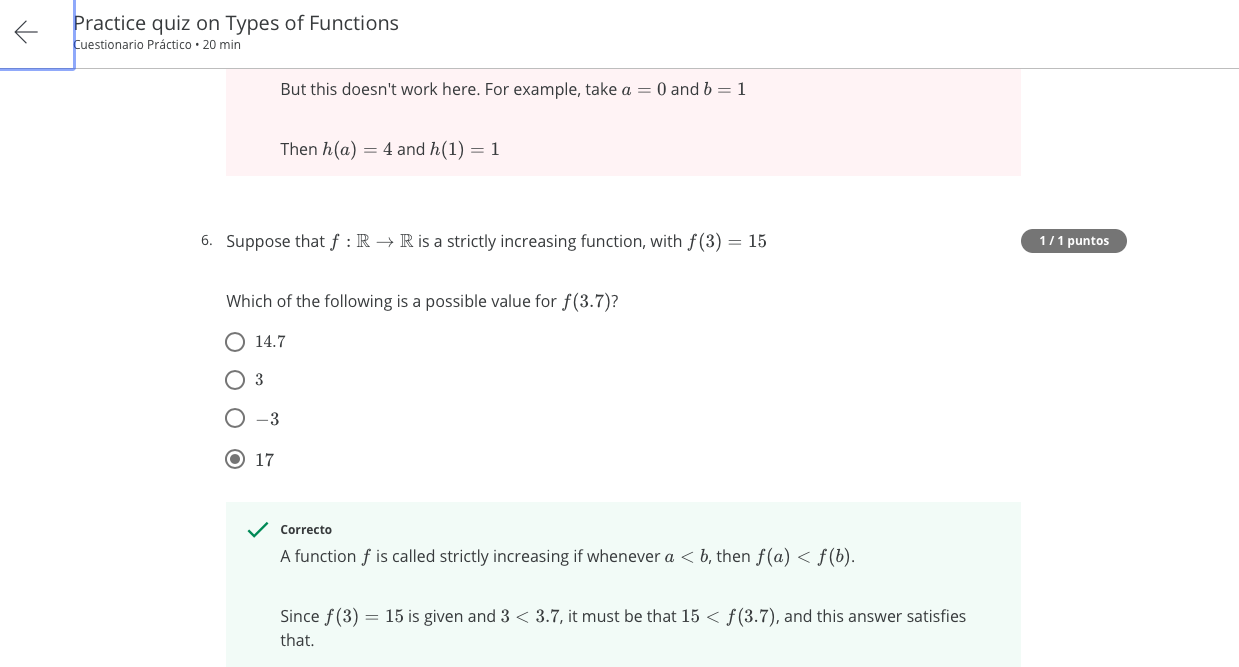 Practice quiz on Types of Functions
Cuestionario Práctico • 20 min
But this doesn't work here. For example, take a = 0 and b = 1
Then h(a) = 4 and h(1) = 1
6. Suppose that f : ℝ → ℝ is a strictly increasing function, with f(3) = 15
1 / 1 puntos
Which of the following is a possible value for f(3.7)?
14.7
3
−3
17
Correcto
A function f is called strictly increasing if whenever a < b, then f(a) < f(b).
Since f(3) = 15 is given and 3 < 3.7, it must be that 15 < f(3.7), and this answer satisfies
that.